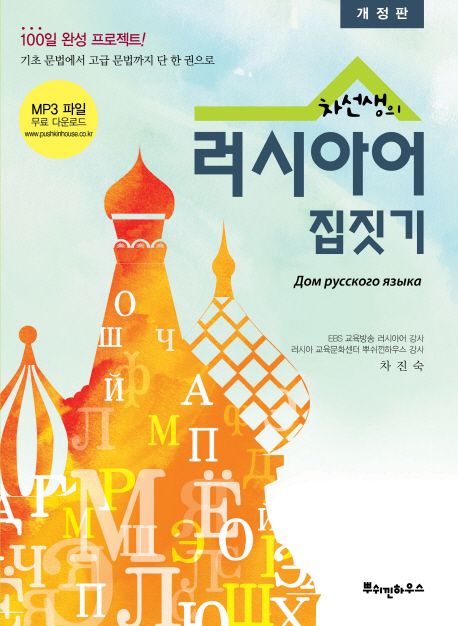 개정판
100일 완성 프로젝트!
기초 문법에서 고급 문법까지 단 한 권으로
MP3 파일
무료 다운로드
www.pushkinhouse.co.kr
차선생의
러시아어
집짓기
Дом русского языка
EBS 교육방송 러시아어 강사
러시아 교육문화센터 뿌쉬낀하우스 강사
차진숙
О
Ш Ч
Й ф А
Л М П
А Р М Р Ё Д
М Ш Э О Й
Ё Ч Е П Л Ю Ш Х
뿌쉬낀하우스